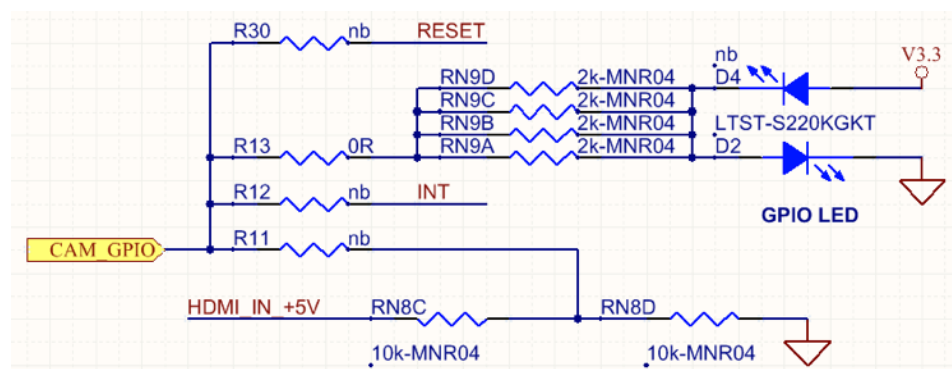 R30 nb RESET
nb
V3.3
RN9D 2k-MNR04 D4
RN9C 2k-MNR04
RN9B 2k-MNR04 LTST-S220KGKT
R13 0R RN9A 2k-MNR04 D2
R12 nb INT
GPIO LED
CAM_GPIO R11 nb
HDMI_IN_+5V RN8C RN8D
10k-MNR04 10k-MNR04